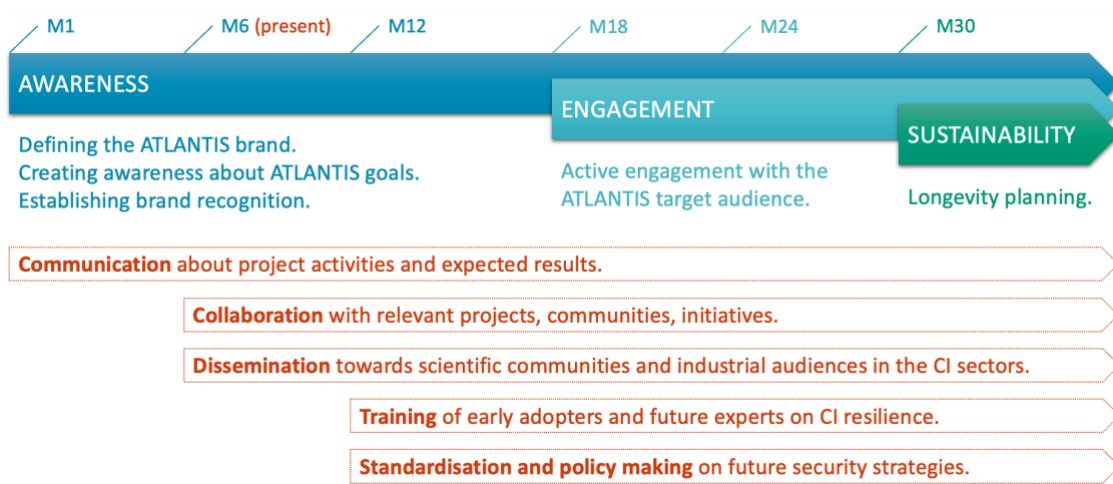 M1
M6 (present)
M12
M18
M24
M30
AWARENESS
ENGAGEMENT
SUSTAINABILITY
Defining the ATLANTIS brand.
Creating awareness about ATLANTIS goals.
Establishing brand recognition.
Active engagement with the
ATLANTIS target audience.
Longevity planning.
Communication about project activities and expected results.
Collaboration with relevant projects, communities, initiatives.
Dissemination towards scientific communities and industrial audiences in the CI sectors.
Training of early adopters and future experts on CI resilience.
Standardisation and policy making on future security strategies.